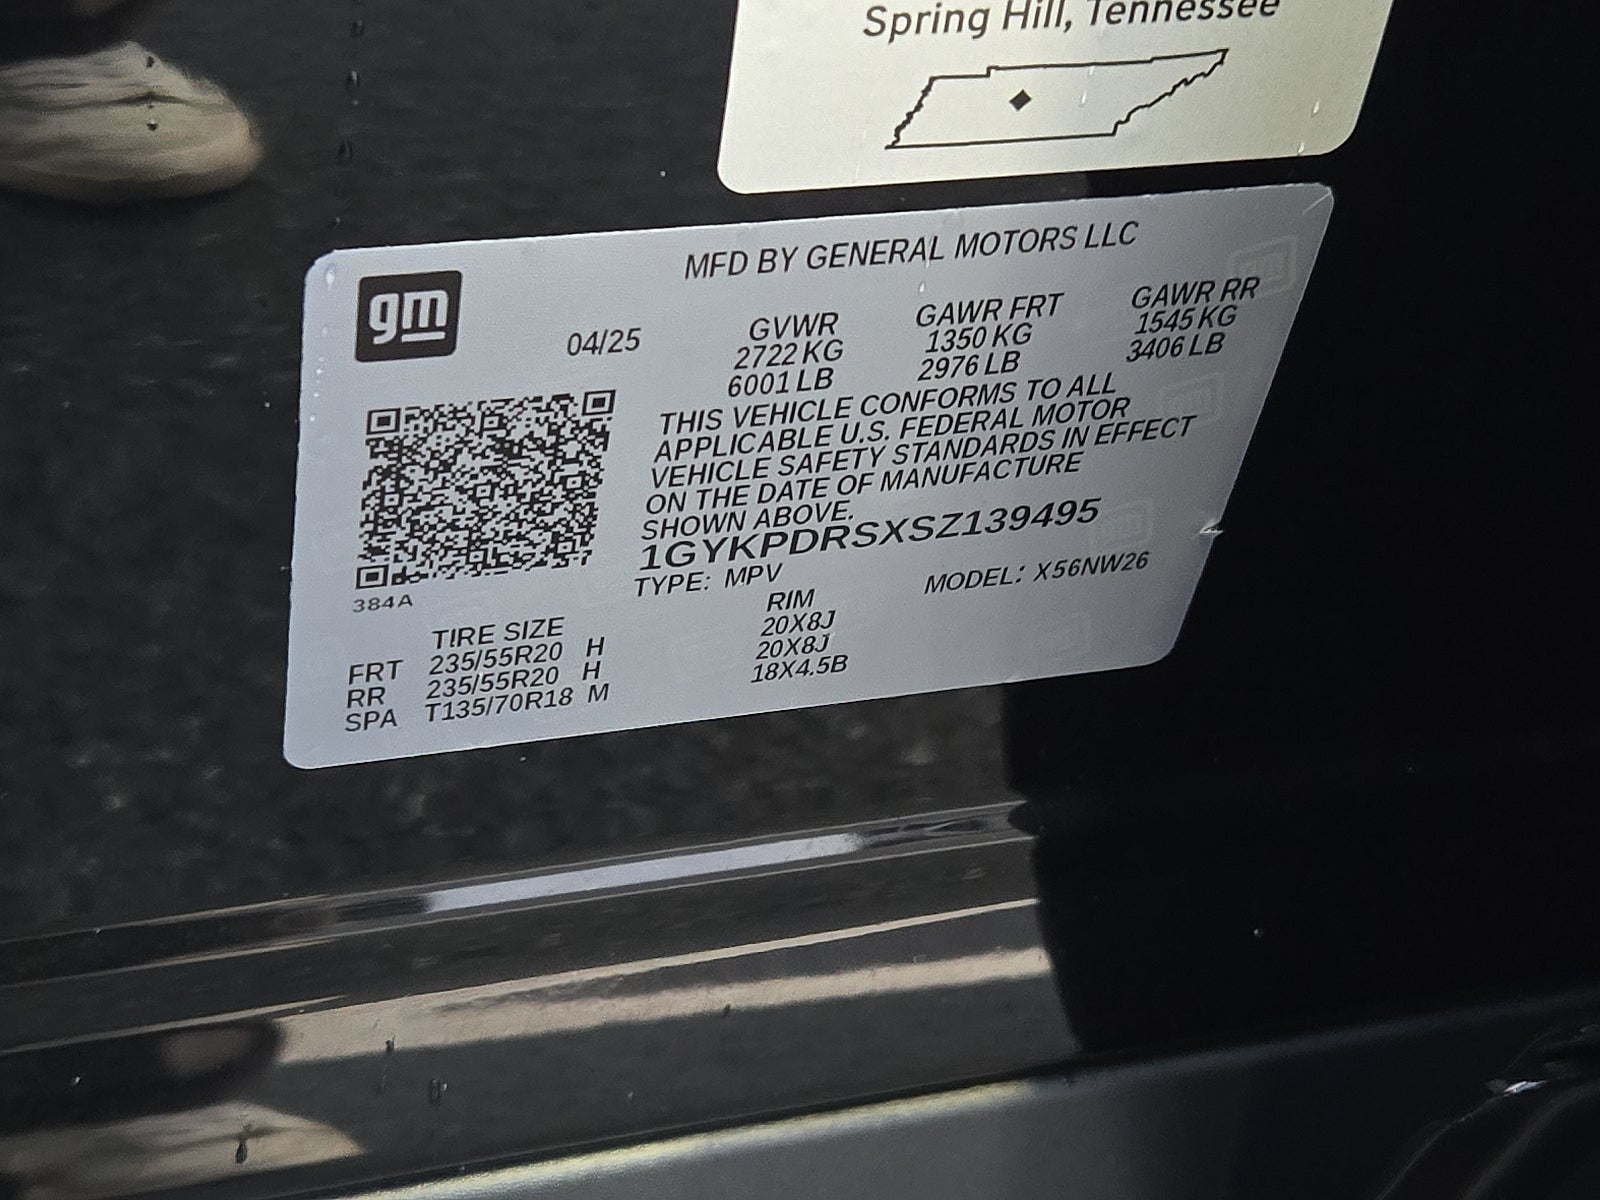 Spring Hill, Tennessee
MFD BY GENERAL MOTORS LLC
gm
04/25
GVWR GAWR FRT GAWR RR
2722 KG 1350 KG 1545 KG
6001 LB 2976 LB 3406 LB
THIS VEHICLE CONFORMS TO ALL
APPLICABLE U.S. FEDERAL MOTOR
VEHICLE SAFETY STANDARDS IN EFFECT
ON THE DATE OF MANUFACTURE
SHOWN ABOVE.
1GYKPDRSXSZ139495
TYPE: MPV MODEL: X56NW26
384A
TIRE SIZE RIM
FRT 235/55R20 H 20X8J
RR 235/55R20 H 20X8J
SPA T135/70R18 M 18X4.5B